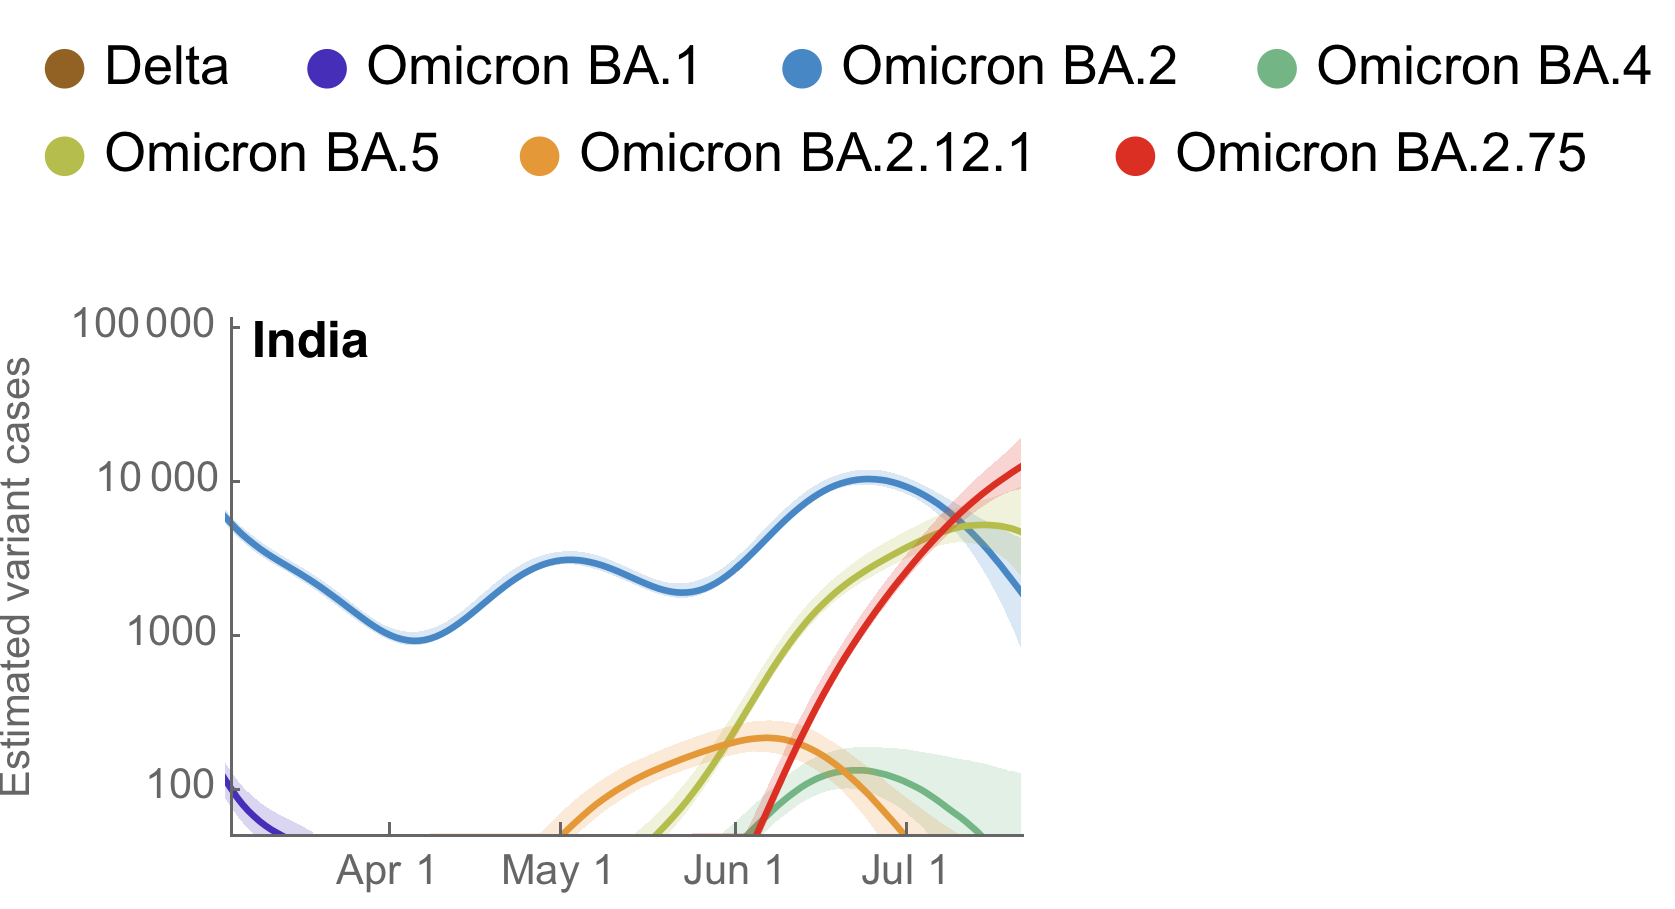 Delta Omicron BA.1 Omicron BA.2 Omicron BA.4
Omicron BA.5 Omicron BA.2.12.1 Omicron BA.2.75
India
Estimated variant cases
100 000
10 000
1000
100
Apr 1 May 1 Jun 1 Jul 1